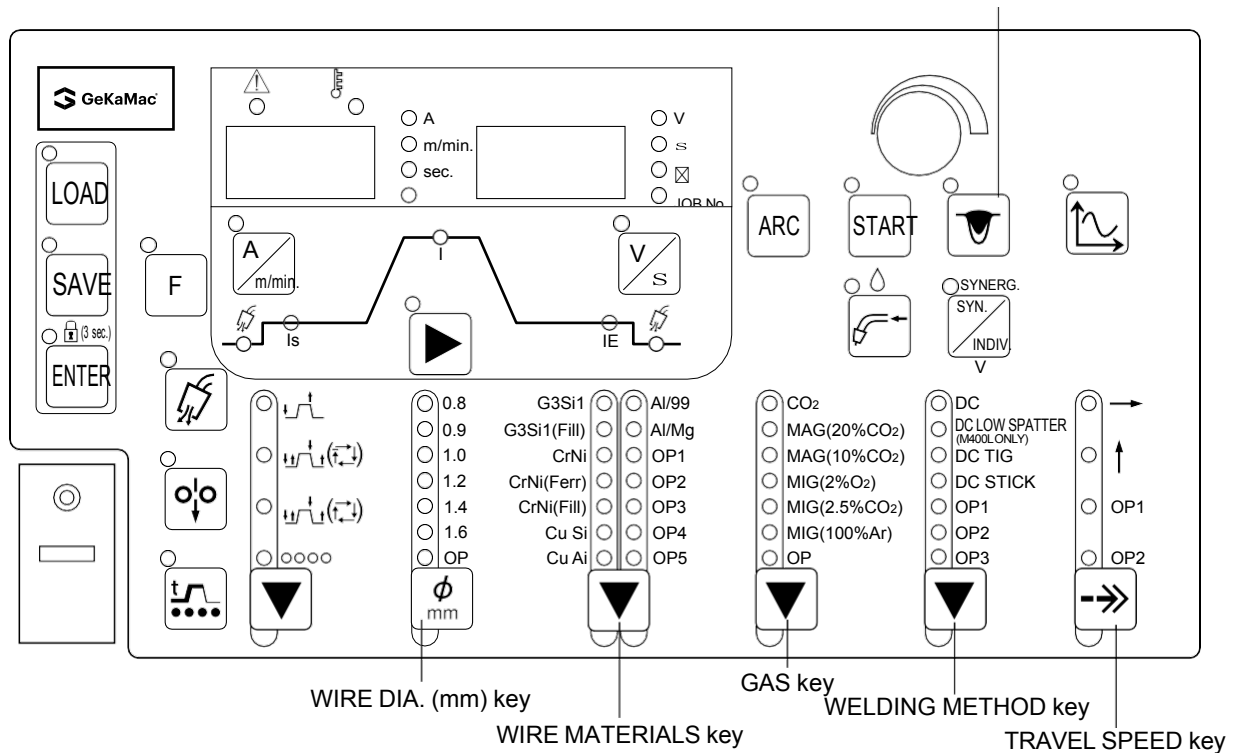 GeKaMac
LOAD
SAVE
(3 sec.)
ENTER
F
A
m/min.
sec.
V
s
JOB No
A
m/min.
V
s
I
Is
IE
ARC
START
SYNERG.
SYN.
INDIV.
V
t
0.8
0.9
1.0
1.2
1.4
1.6
OP
ϕ
mm
G3Si1
G3Si1(Fill)
CrNi
CrNi(Ferr)
CrNi(Fill)
Cu Si
Cu Ai
Al/99
Al/Mg
OP1
OP2
OP3
OP4
OP5
CO2
MAG(20%CO2)
MAG(10%CO2)
MIG(2%O2)
MIG(2.5%CO2)
MIG(100%Ar)
OP
DC
DC LOW SPATTER
(M400L ONLY)
DC TIG
DC STICK
OP1
OP2
OP3
OP1
OP2
WIRE DIA. (mm) key
WIRE MATERIALS key
GAS key
WELDING METHOD key
TRAVEL SPEED key